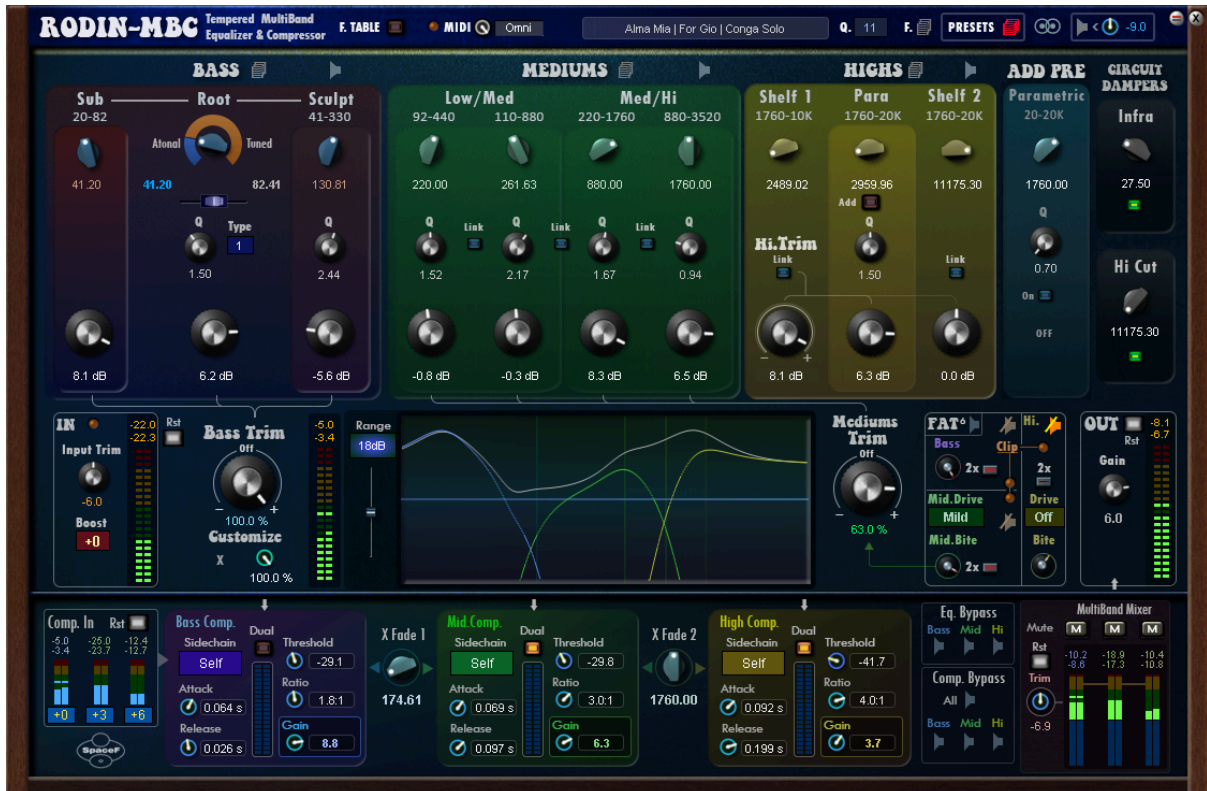 RODIN-MBC Tempered MultiBand Equalizer & Compressor F. TABLE MIDI Omni Alma Mia | For Gio | Conga Solo Q. 11 F. PRESETS < -9.0 X
BASS MEDIUMS HIGHS ADD PRE CIRCUIT DAMPERS
Sub Root Sculpt Low/Med Med/Hi Shelf 1 Para Shelf 2 Parametric Infra
20-82 41-330 92-440 110-880 220-1760 880-3520 1760-10K 1760-20K 1760-20K 20-20K
Atonal Tuned
41.20 41.20 82.41 130.81 220.00 261.63 880.00 1760.00 2489.02 2959.96 11175.30 1760.00 27.50
Add
Q Type Q Q Link Q Link Q Link Q Q Q
1
Hi.Trim
Link Link
1.50 2.44 1.52 2.17 1.67 0.94 1.50 0.70 Hi Cut
On
OFF 11175.30
- +
8.1 dB 6.2 dB -5.6 dB -0.8 dB -0.3 dB 8.3 dB 6.5 dB 8.1 dB 6.3 dB 0.0 dB
IN -22.0 Rst
-22.3
Input Trim
-6.0
Boost
+0
Bass Trim
Off
- +
100.0 %
Customize
X
100.0 %
-5.0
-3.4
Range
18dB
Mediums
Trim
Off
- +
63.0 %
FAT⁶ Hi.
Bass Clip
2x 2x
Mid.Drive Drive
Mild Off
Mid.Bite Bite
2x
OUT -8.1
Rst -6.7
Gain
6.0
Comp. In Rst
-5.0 -25.0 -12.4
-3.4 -23.7 -12.7
+0 +3 +6
SpaceF
Bass Comp. Dual
Sidechain Threshold
Self -29.1
Attack Ratio
0.064 s 1.8:1
Release Gain
0.026 s 8.8
X Fade 1
174.61
Mid.Comp. Dual
Sidechain Threshold
Self -29.8
Attack Ratio
0.069 s 3.0:1
Release Gain
0.097 s 6.3
X Fade 2
1760.00
High Comp. Dual
Sidechain Threshold
Self -41.7
Attack Ratio
0.092 s 4.0:1
Release Gain
0.199 s 3.7
Eq. Bypass
Bass Mid Hi
Comp. Bypass
All
Bass Mid Hi
MultiBand Mixer
Mute M M M
Rst -10.2 -18.9 -10.4
-8.6 -17.3 -10.8
Trim
-6.9